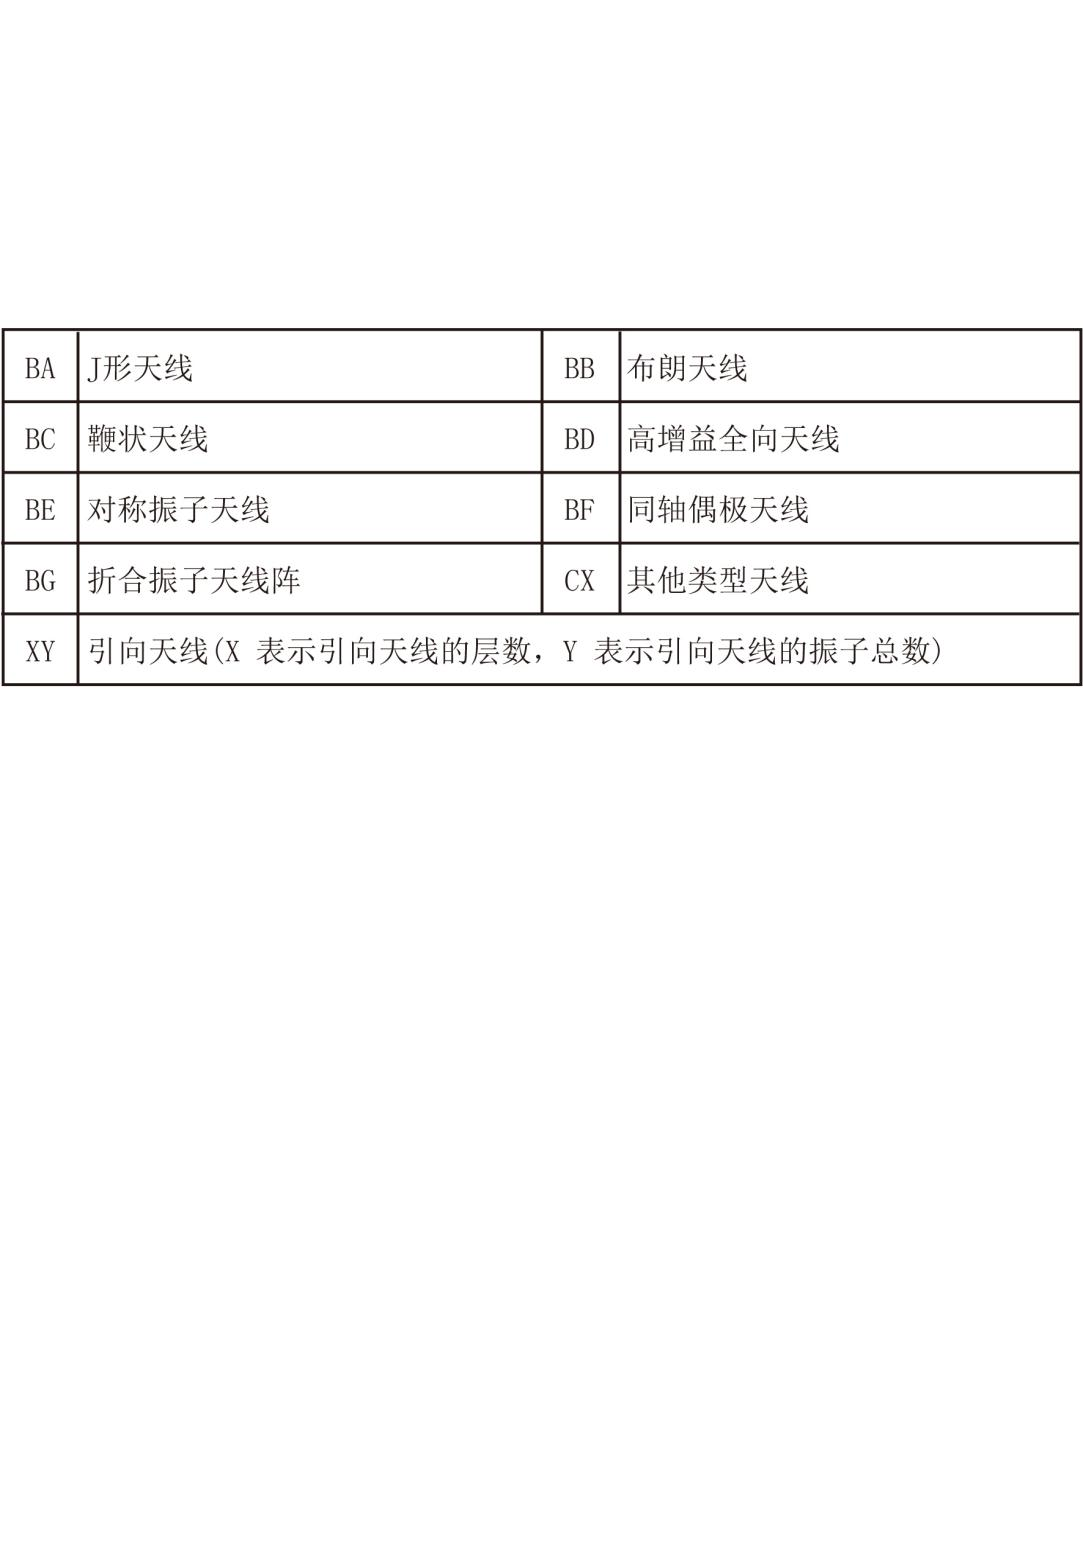 BA J形天线 BB 布朗天线
BC 鞭状天线 BD 高增益全向天线
BE 对称振子天线 BF 同轴偶极天线
BG 折合振子天线阵 CX 其他类型天线
XY 引向天线(X 表示引向天线的层数，Y 表示引向天线的振子总数)